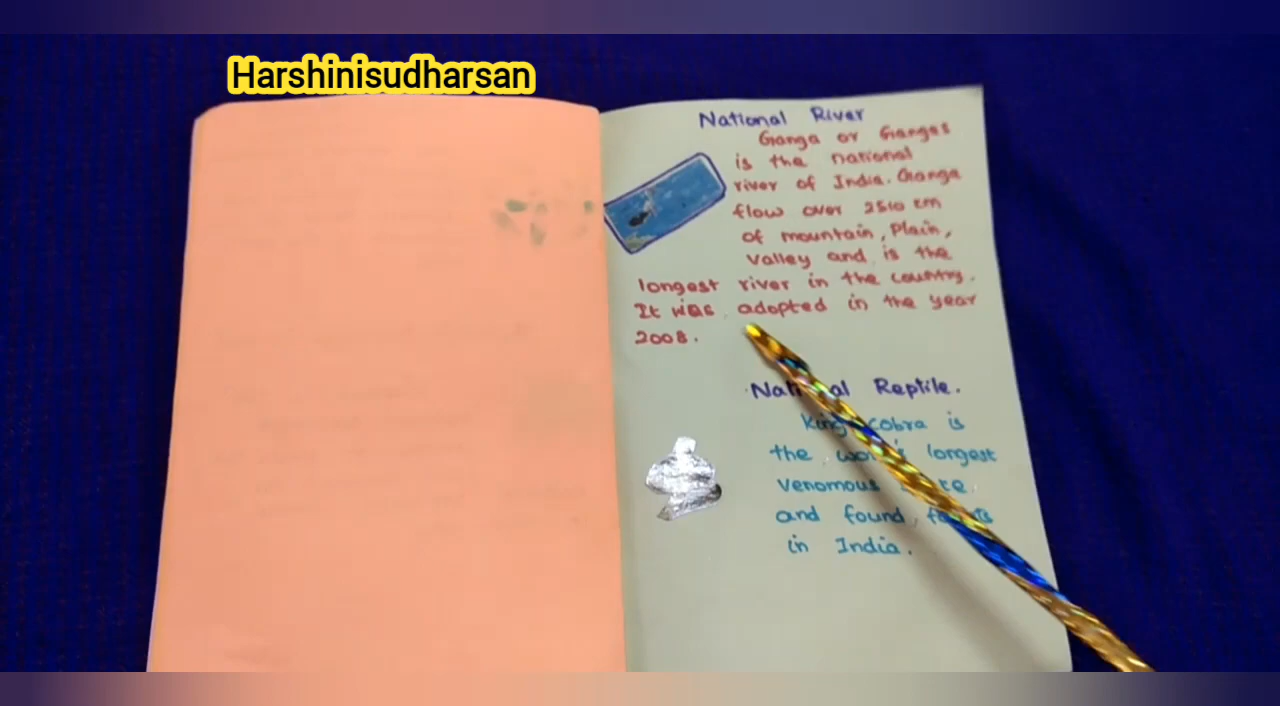 Harshinisudharsan
National River
Ganga or Ganges
is the national
river of India. Ganga
flow over 2510 km
of mountain, Plain,
valley and is the
longest river in the country.
It was adopted in the year
2008.
National Reptile.
King cobra is
the longest
venomous
and found
in India.